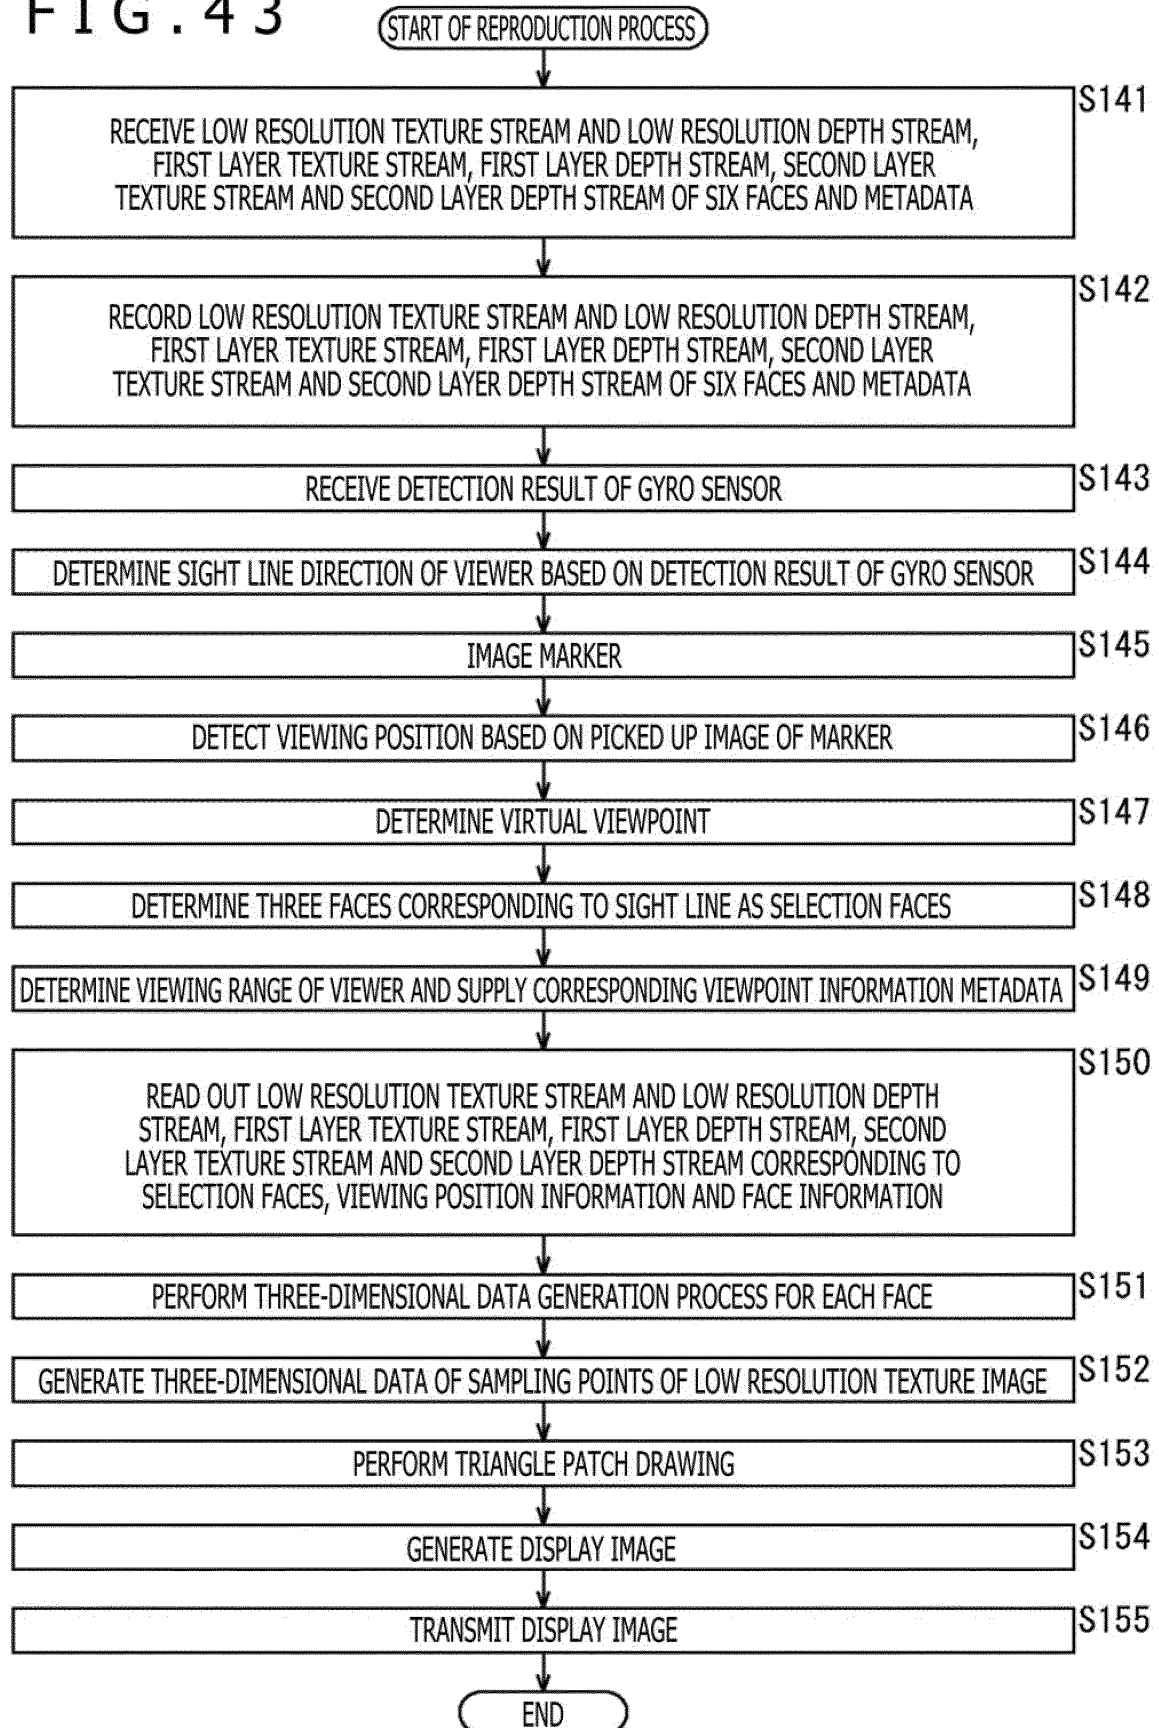 FIG.43
START OF REPRODUCTION PROCESS
S141
RECEIVE LOW RESOLUTION TEXTURE STREAM AND LOW RESOLUTION DEPTH STREAM,
FIRST LAYER TEXTURE STREAM, FIRST LAYER DEPTH STREAM, SECOND LAYER
TEXTURE STREAM AND SECOND LAYER DEPTH STREAM OF SIX FACES AND METADATA
S142
RECORD LOW RESOLUTION TEXTURE STREAM AND LOW RESOLUTION DEPTH STREAM,
FIRST LAYER TEXTURE STREAM, FIRST LAYER DEPTH STREAM, SECOND LAYER
TEXTURE STREAM AND SECOND LAYER DEPTH STREAM OF SIX FACES AND METADATA
S143
RECEIVE DETECTION RESULT OF GYRO SENSOR
S144
DETERMINE SIGHT LINE DIRECTION OF VIEWER BASED ON DETECTION RESULT OF GYRO SENSOR
S145
IMAGE MARKER
S146
DETECT VIEWING POSITION BASED ON PICKED UP IMAGE OF MARKER
S147
DETERMINE VIRTUAL VIEWPOINT
S148
DETERMINE THREE FACES CORRESPONDING TO SIGHT LINE AS SELECTION FACES
S149
DETERMINE VIEWING RANGE OF VIEWER AND SUPPLY CORRESPONDING VIEWPOINT INFORMATION METADATA
S150
READ OUT LOW RESOLUTION TEXTURE STREAM AND LOW RESOLUTION DEPTH
STREAM, FIRST LAYER TEXTURE STREAM, FIRST LAYER DEPTH STREAM, SECOND
LAYER TEXTURE STREAM AND SECOND LAYER DEPTH STREAM CORRESPONDING TO
SELECTION FACES, VIEWING POSITION INFORMATION AND FACE INFORMATION
S151
PERFORM THREE-DIMENSIONAL DATA GENERATION PROCESS FOR EACH FACE
S152
GENERATE THREE-DIMENSIONAL DATA OF SAMPLING POINTS OF LOW RESOLUTION TEXTURE IMAGE
S153
PERFORM TRIANGLE PATCH DRAWING
S154
GENERATE DISPLAY IMAGE
S155
TRANSMIT DISPLAY IMAGE
END